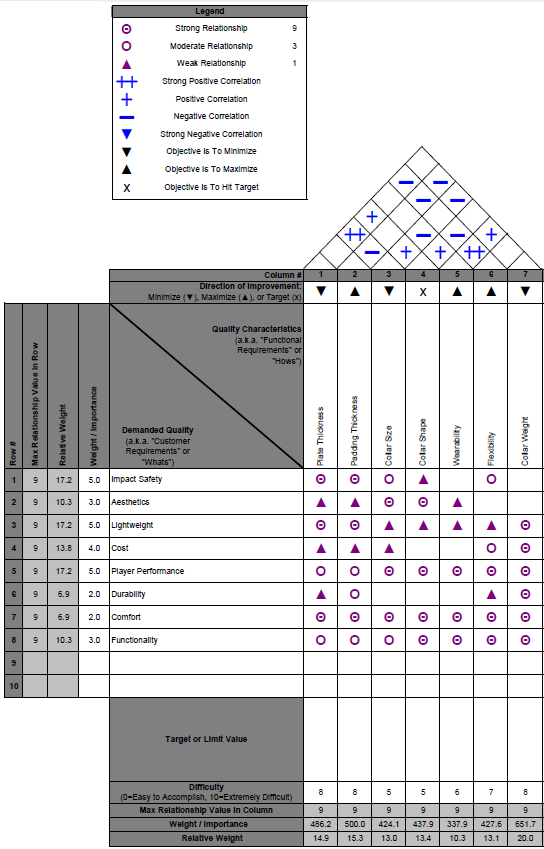 Legend
Strong Relationship 9
Moderate Relationship 3
Weak Relationship 1
Strong Positive Correlation
Positive Correlation
Negative Correlation
Strong Negative Correlation
Objective Is To Minimize
Objective Is To Maximize
X Objective Is To Hit Target
Column # 1 2 3 4 5 6 7
Direction of Improvement:
Minimize (▼), Maximize (▲), or Target (x) ▼ ▲ ▼ X ▲ ▲ ▼
Row #
Max Relationship Value in Row
Relative Weight
Weight / Importance
Quality Characteristics
(a.k.a. "Functional
Requirements" or
"Hows")
Demanded Quality
(a.k.a. "Customer
Requirements" or
"Whats")
Plate Thickness
Padding Thickness
Collar Size
Collar Shape
Wearability
Flexibility
Collar Weight
1 9 17.2 5.0 Impact Safety
2 9 10.3 3.0 Aesthetics
3 9 17.2 5.0 Lightweight
4 9 13.8 4.0 Cost
5 9 17.2 5.0 Player Performance
6 9 6.9 2.0 Durability
7 9 6.9 2.0 Comfort
8 9 10.3 3.0 Functionality
9
10
Target or Limit Value
Difficulty
(0=Easy to Accomplish, 10=Extremely Difficult) 8 8 5 5 6 7 8
Max Relationship Value in Column 9 9 9 9 9 9 9
Weight / Importance 486.2 500.0 424.1 437.9 337.9 427.6 651.7
Relative Weight 14.9 15.3 13.0 13.4 10.3 13.1 20.0